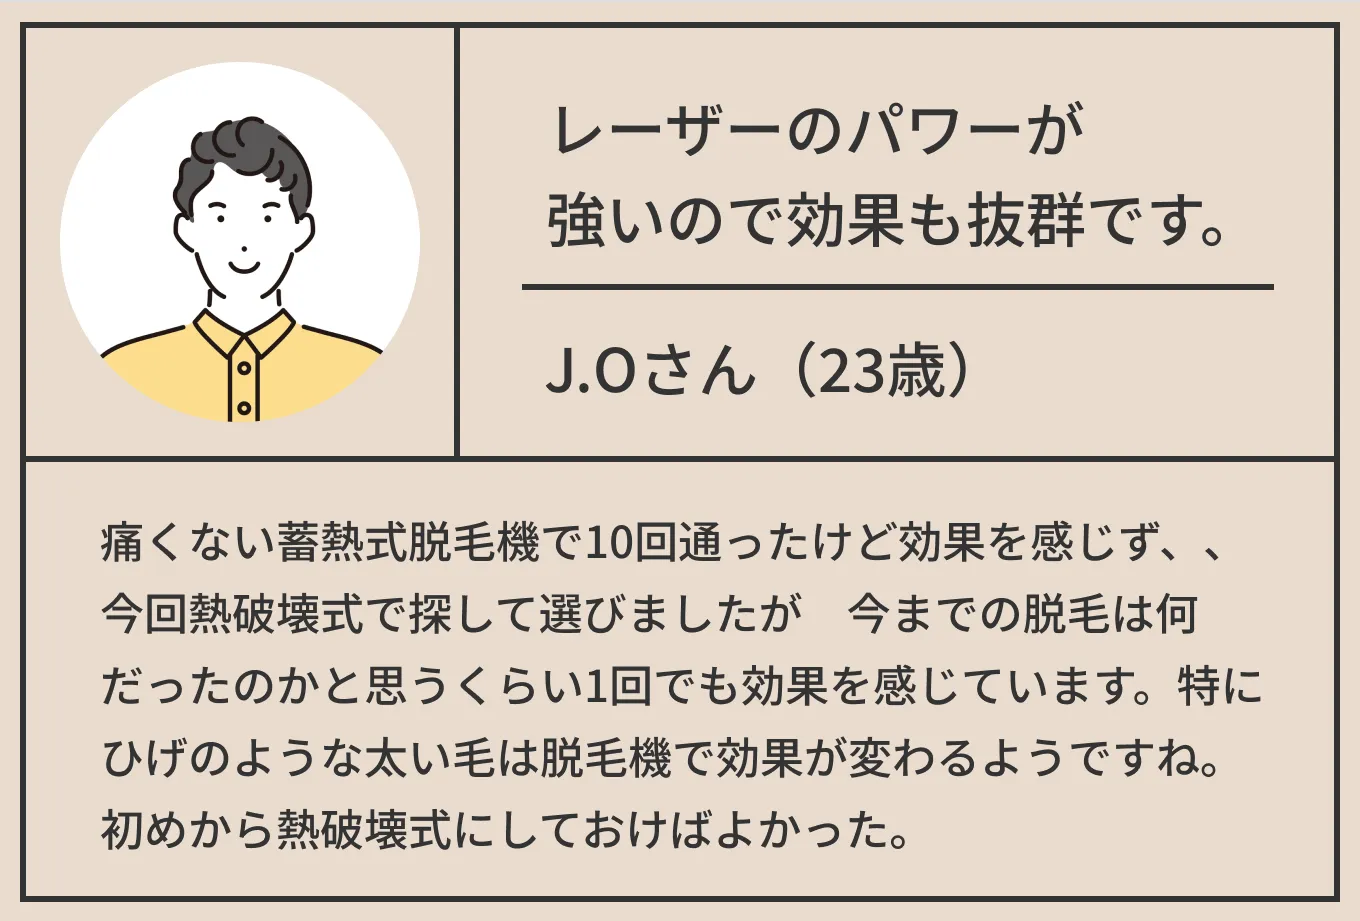 レーザーのパワーが
強いので効果も抜群です。
J.Oさん（23歳）
痛くない蓄熱式脱毛機で10回通ったけど効果を感じず、、
今回熱破壊式で探して選びましたが　今までの脱毛は何
だったのかと思うくらい1回でも効果を感じています。特に
ひげのような太い毛は脱毛機で効果が変わるようですね。
初めから熱破壊式にしておけばよかった。